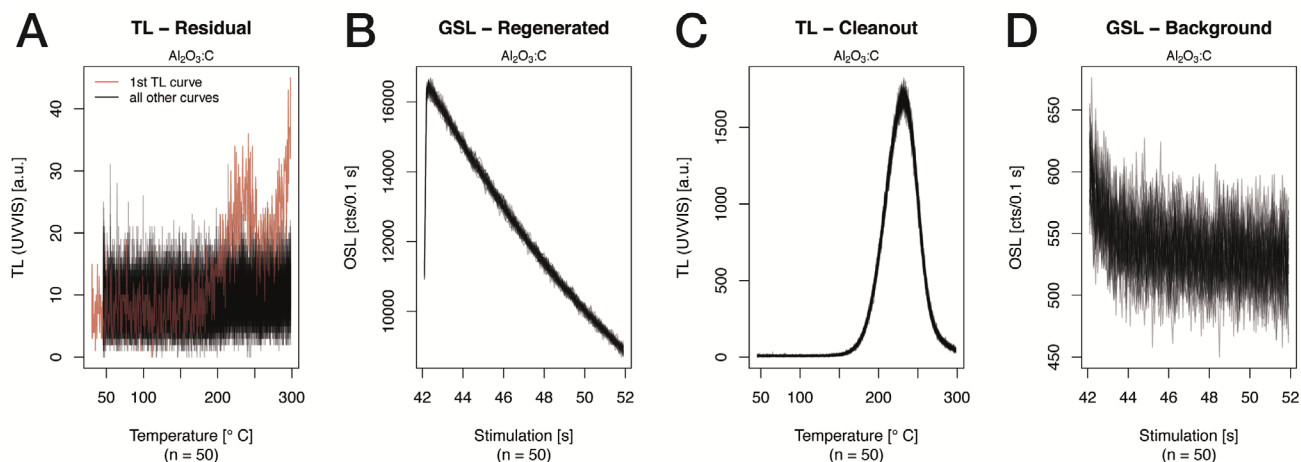 A
TL – Residual
Al2O3:C
1st TL curve
all other curves
TL (UVVIS) [a.u.]
0
10
20
30
40
50
100
200
300
Temperature [° C]
(n = 50)
B
GSL – Regenerated
Al2O3:C
OSL [cts/0.1 s]
10000
12000
14000
16000
42
44
46
48
50
52
Stimulation [s]
(n = 50)
C
TL – Cleanout
Al2O3:C
TL (UVVIS) [a.u.]
0
500
1000
1500
50
100
200
300
Temperature [° C]
(n = 50)
D
GSL – Background
Al2O3:C
OSL [cts/0.1 s]
450
500
550
600
650
42
44
46
48
50
52
Stimulation [s]
(n = 50)